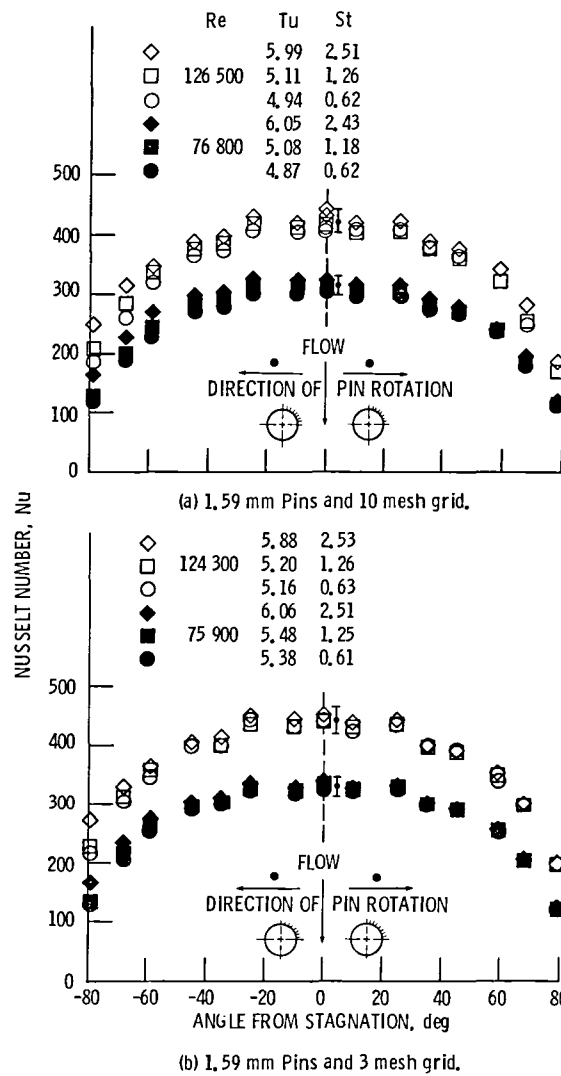 Re Tu St
5.99 2.51
126 500 5.11 1.26
4.94 0.62
6.05 2.43
76 800 5.08 1.18
4.87 0.62
500
400
300
200
100
0
FLOW
DIRECTION OF PIN ROTATION
(a) 1.59 mm Pins and 10 mesh grid.
NUSSELT NUMBER, Nu
5.88 2.53
124 300 5.20 1.26
5.16 0.63
6.06 2.51
75 900 5.48 1.25
5.38 0.61
500
400
300
200
100
0
FLOW
DIRECTION OF PIN ROTATION
-80 -60 -40 -20 0 20 40 60 80
ANGLE FROM STAGNATION, deg
(b) 1.59 mm Pins and 3 mesh grid.